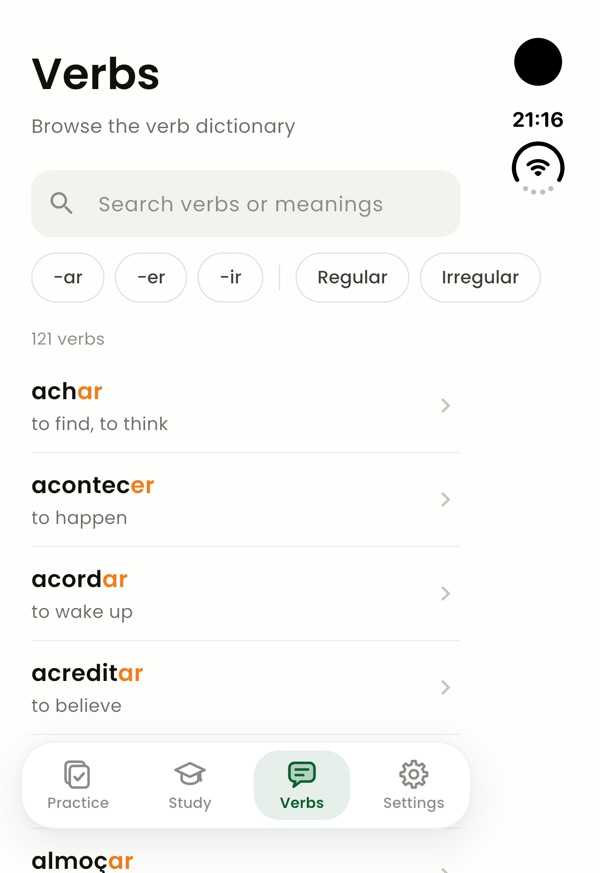 Verbs
21:16
Browse the verb dictionary
Search verbs or meanings
-ar -er -ir Regular Irregular
121 verbs
achar
to find, to think
acontecer
to happen
acordar
to wake up
acreditar
to believe
Practice Study Verbs Settings
almoçar